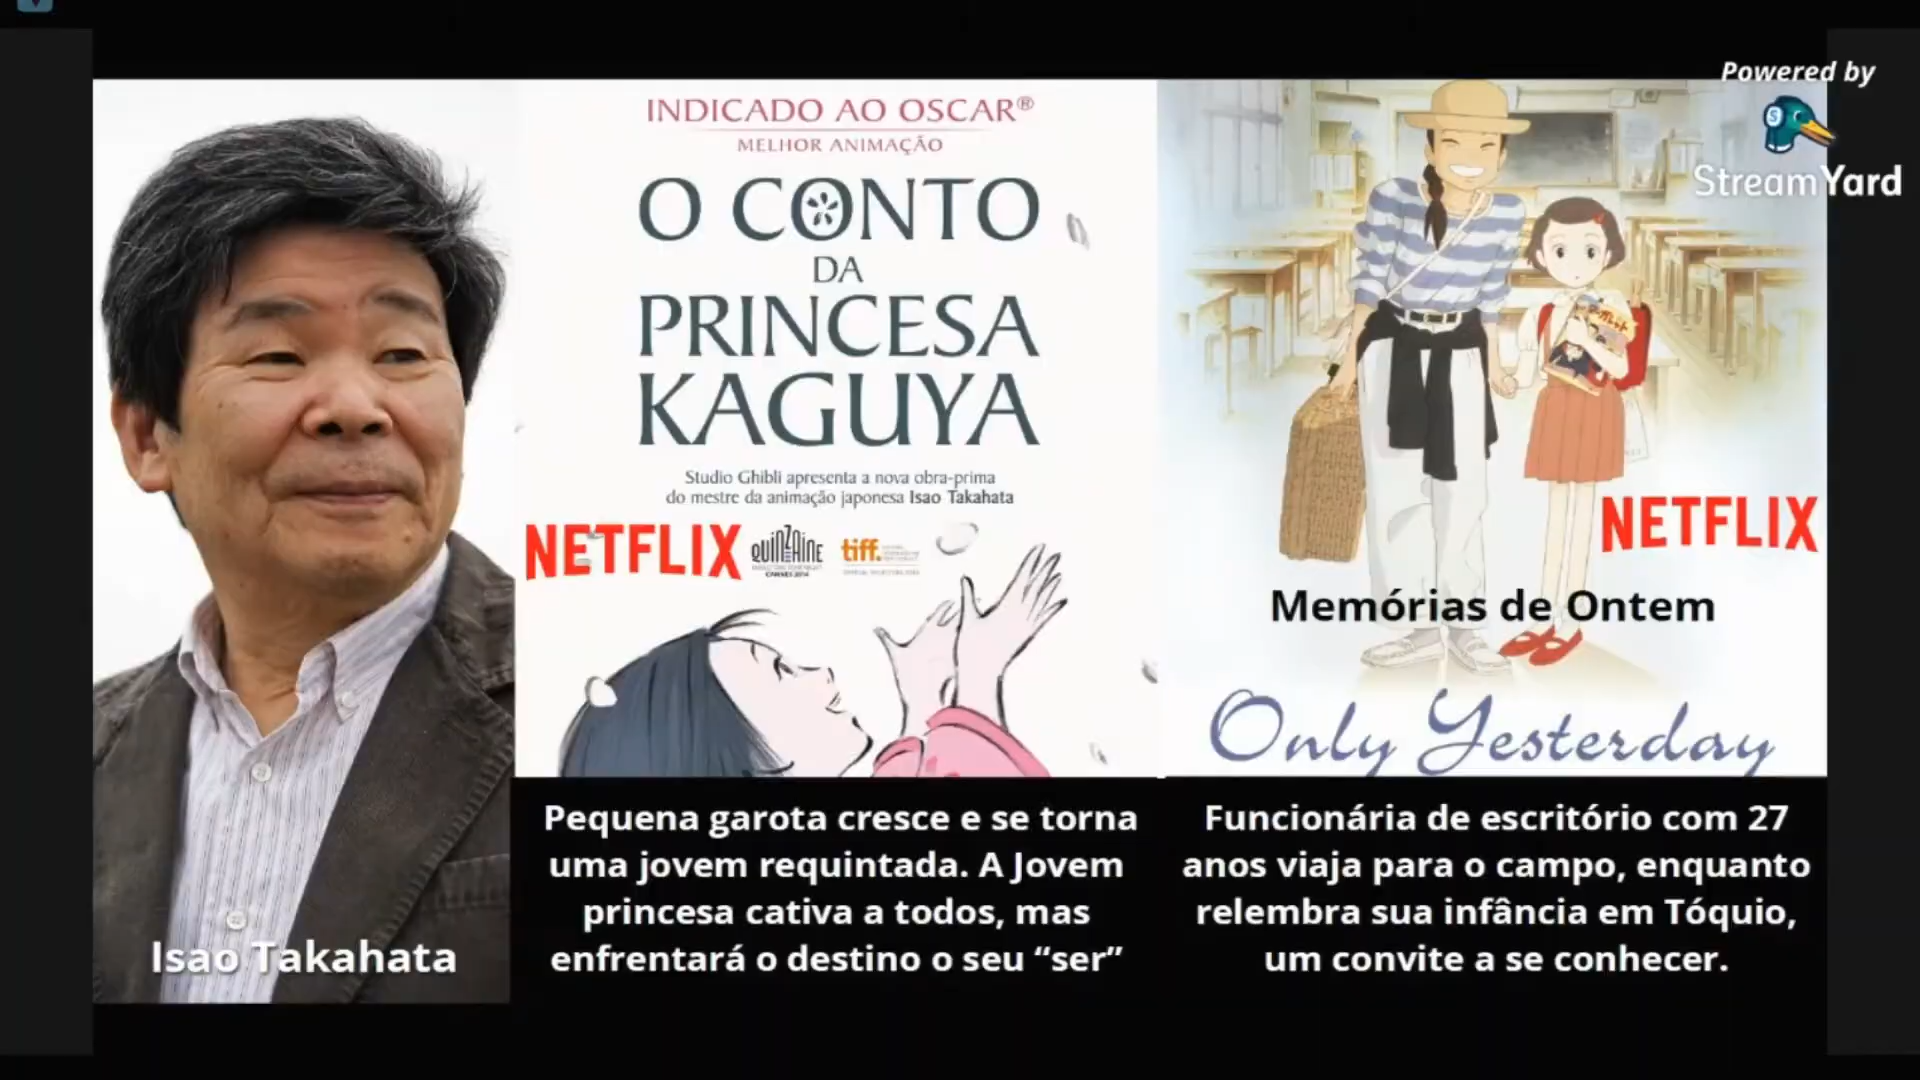 Powered by
StreamYard
Isao Takahata
INDICADO AO OSCAR®
MELHOR ANIMAÇÃO
O CONTO
DA
PRINCESA
KAGUYA
Studio Ghibli apresenta a nova obra-prima
do mestre da animação japonesa Isao Takahata
NETFLIX
QUINZAINE
CANNES 2014
tiff.
Pequena garota cresce e se torna
uma jovem requintada. A Jovem
princesa cativa a todos, mas
enfrentará o destino o seu “ser”
NETFLIX
Memórias de Ontem
Only Yesterday
Funcionária de escritório com 27
anos viaja para o campo, enquanto
relembra sua infância em Tóquio,
um convite a se conhecer.